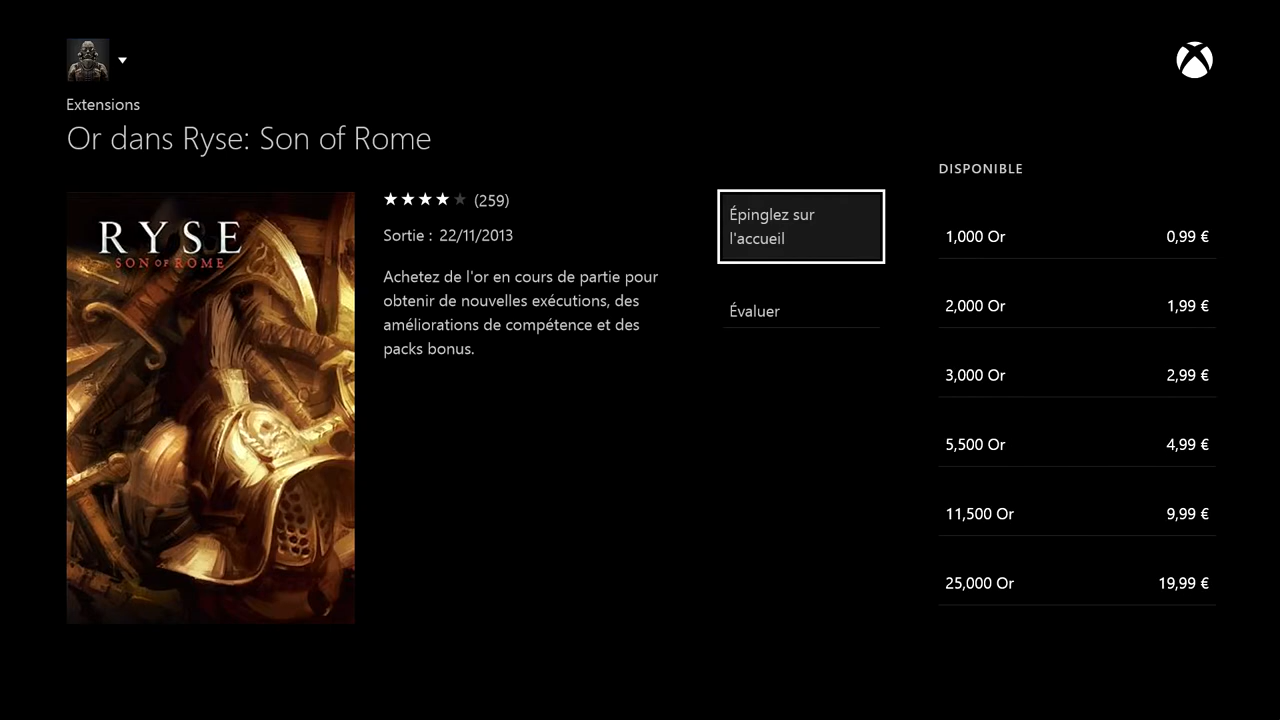 Extensions
Or dans Ryse: Son of Rome
RYSE
SON OF ROME
★★★★★ (259)
Sortie : 22/11/2013
Achetez de l'or en cours de partie pour
obtenir de nouvelles exécutions, des
améliorations de compétence et des
packs bonus.
Épinglez sur
l'accueil
Évaluer
DISPONIBLE
1,000 Or 0,99 €
2,000 Or 1,99 €
3,000 Or 2,99 €
5,500 Or 4,99 €
11,500 Or 9,99 €
25,000 Or 19,99 €